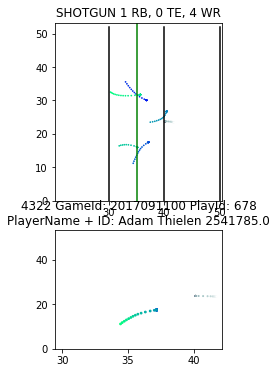 SHOTGUN 1 RB, 0 TE, 4 WR
50
40
30
20
10
0
30 40 50
4322 GameId: 2017091100 PlayId: 678
PlayerName + ID: Adam Thielen 2541785.0
40
20
0
30 35 40